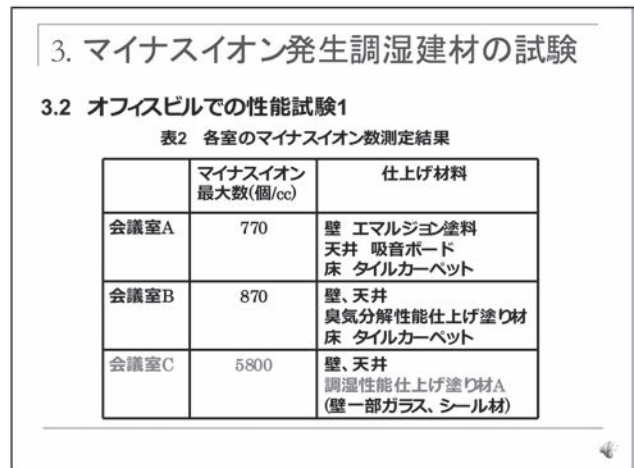 3. マイナスイオン発生調湿建材の試験
3.2 オフィスビルでの性能試験1
表2 各室のマイナスイオン数測定結果
マイナスイオン
最大数(個/cc)
仕上げ材料
会議室A
770
壁 エマルジョン塗料
天井 吸音ボード
床 タイルカーペット
会議室B
870
壁、天井
臭気分解性能仕上げ塗り材
床 タイルカーペット
会議室C
5800
壁、天井
調湿性能仕上げ塗り材A
(壁一部ガラス、シール材)